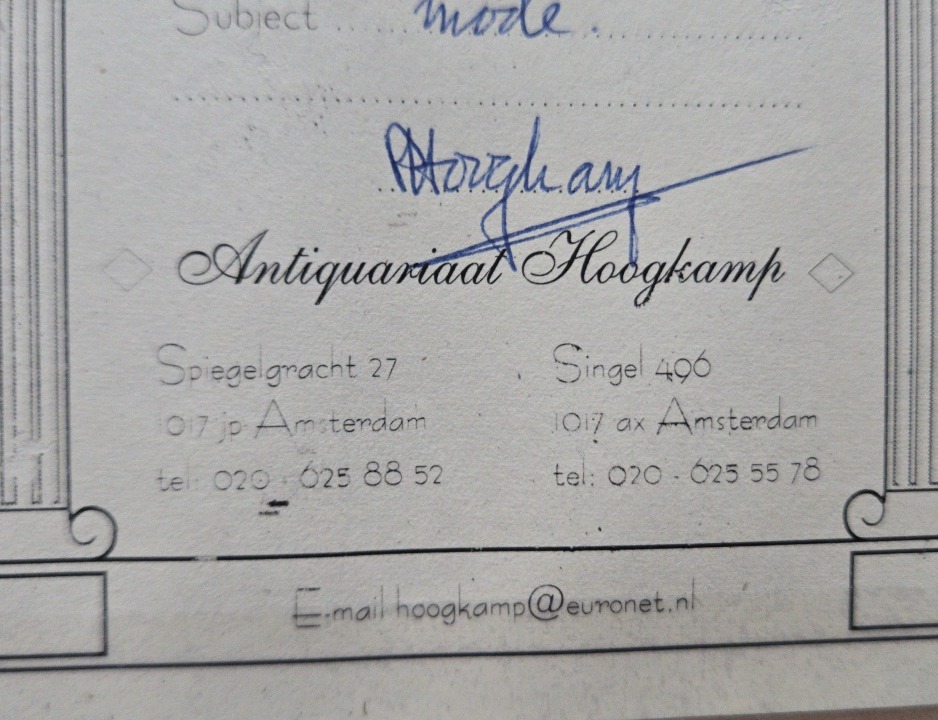 Subject mode.
Hoogkamp
Antiquariaat Hoogkamp
Spiegelgracht 27
1017 jp Amsterdam
tel: 020 - 625 88 52
Singel 496
1017 ax Amsterdam
tel: 020 - 625 55 78
E-mail hoogkamp@euronet.nl